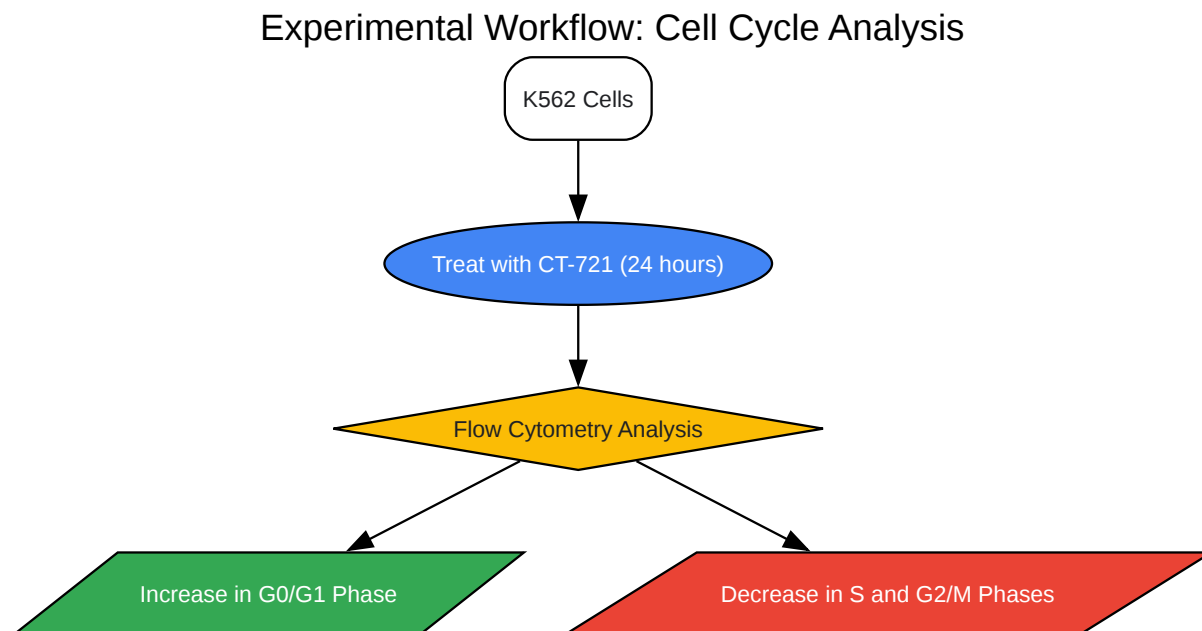 Experimental Workflow: Cell Cycle Analysis
K562 Cells
Treat with CT-721 (24 hours)
Flow Cytometry Analysis
Increase in G0/G1 Phase
Decrease in S and G2/M Phases